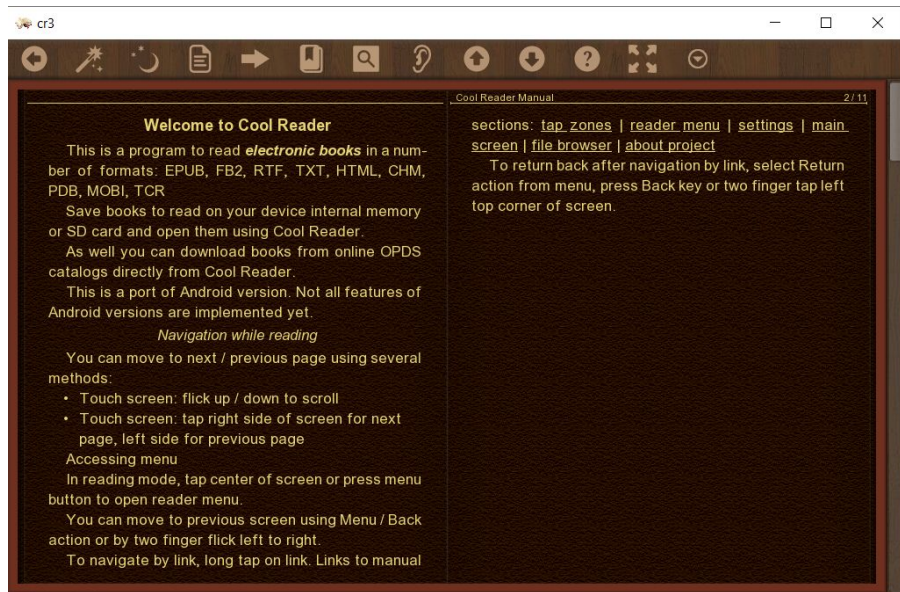 cr3
Cool Reader Manual
2 / 11
Welcome to Cool Reader
This is a program to read electronic books in a num-
ber of formats: EPUB, FB2, RTF, TXT, HTML, CHM,
PDB, MOBI, TCR
Save books to read on your device internal memory
or SD card and open them using Cool Reader.
As well you can download books from online OPDS
catalogs directly from Cool Reader.
This is a port of Android version. Not all features of
Android versions are implemented yet.
Navigation while reading
You can move to next / previous page using several
methods:
• Touch screen: flick up / down to scroll
• Touch screen: tap right side of screen for next
page, left side for previous page
Accessing menu
In reading mode, tap center of screen or press menu
button to open reader menu.
You can move to previous screen using Menu / Back
action or by two finger flick left to right.
To navigate by link, long tap on link. Links to manual
sections: tap zones | reader menu | settings | main
screen | file browser | about project
To return back after navigation by link, select Return
action from menu, press Back key or two finger tap left
top corner of screen.